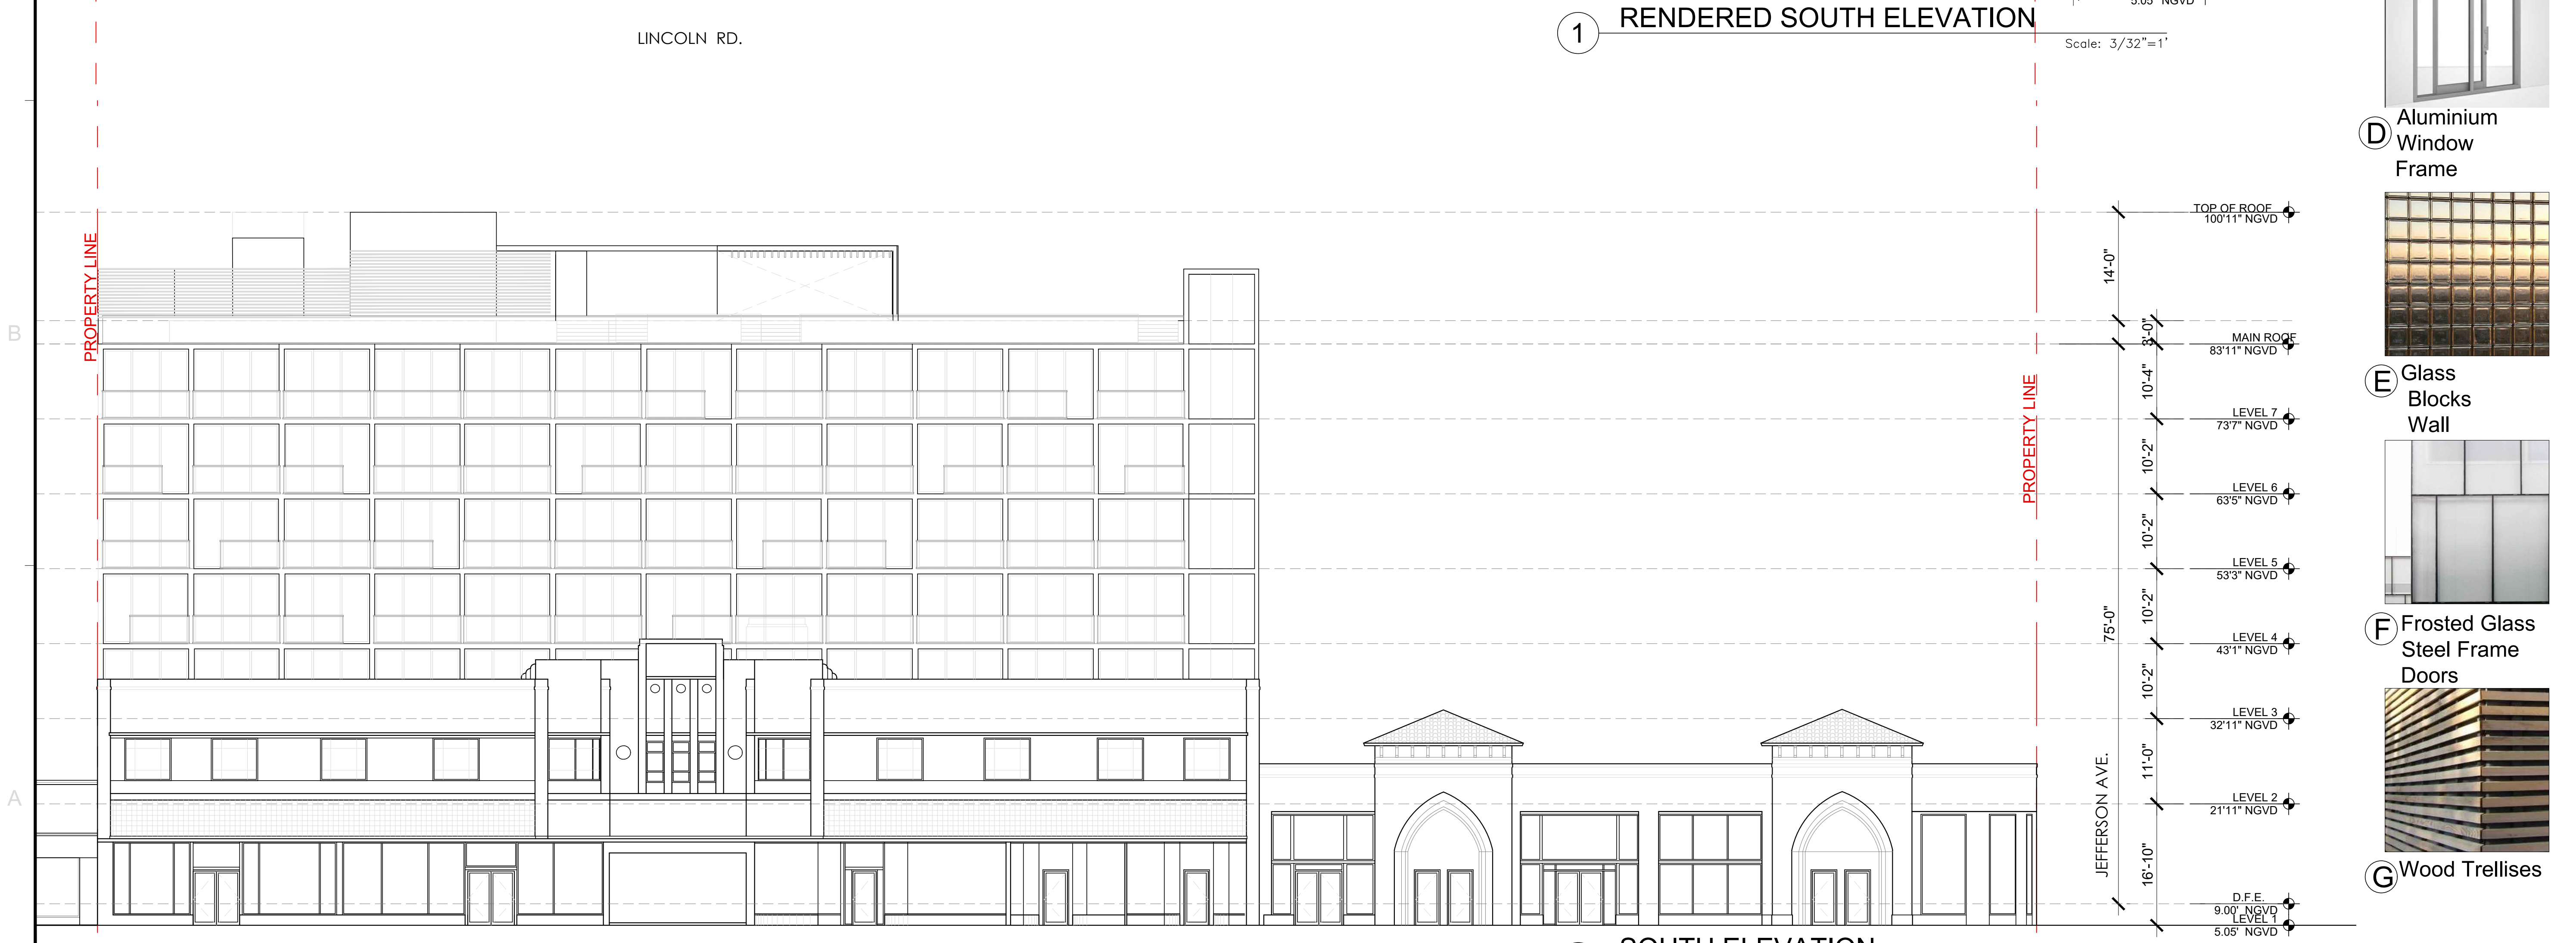 5.05' NGVD
1
RENDERED SOUTH ELEVATION
Scale: 3/32"=1'
LINCOLN RD.
D
Aluminium
Window
Frame
E
Glass
Blocks
Wall
F
Frosted Glass
Steel Frame
Doors
G
Wood Trellises
B
A
PROPERTY LINE
PROPERTY LINE
JEFFERSON AVE.
14'-0"
75'-0"
3'-0"
10'-4"
10'-2"
10'-2"
10'-2"
10'-2"
11'-0"
16'-10"
TOP OF ROOF
100'11" NGVD
MAIN ROOF
83'11" NGVD
LEVEL 7
73'7" NGVD
LEVEL 6
63'5" NGVD
LEVEL 5
53'3" NGVD
LEVEL 4
43'1" NGVD
LEVEL 3
32'11" NGVD
LEVEL 2
21'11" NGVD
D.F.E.
9.00' NGVD
LEVEL 1
5.05' NGVD
SOUTH ELEVATION